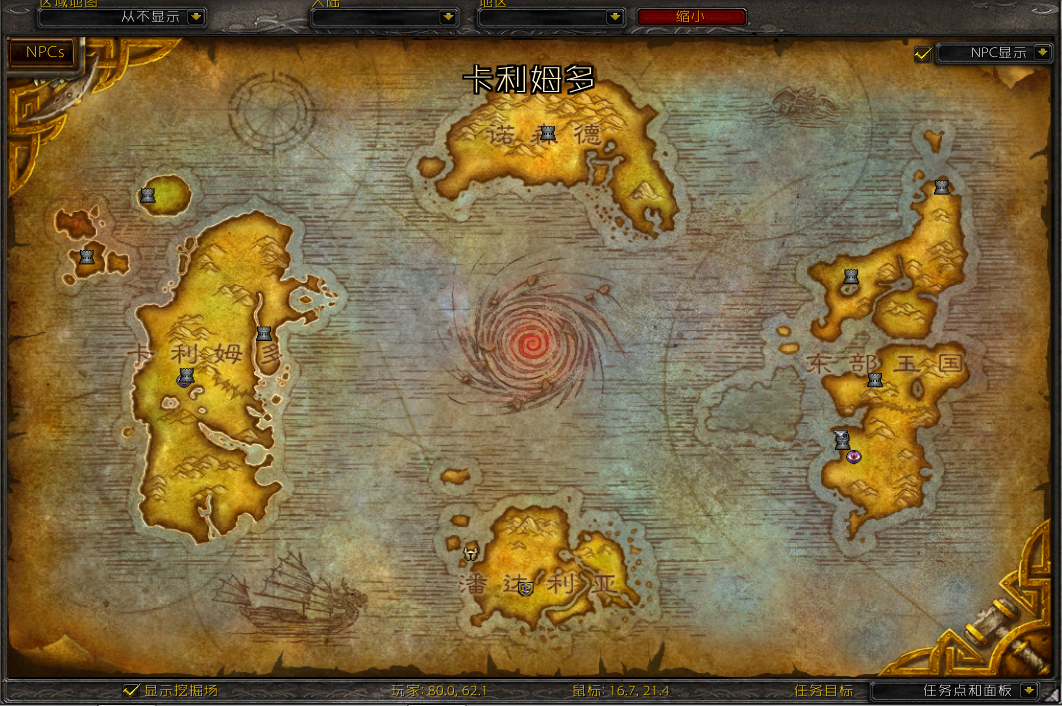 区域地图
大陆
地区
从不显示
缩小
NPCs
NPC显示
卡利姆多
诺森德
卡利姆多
东部王国
潘达利亚
显示挖掘场
玩家: 80.0, 62.1
鼠标: 16.7, 21.4
任务目标
任务点和面板